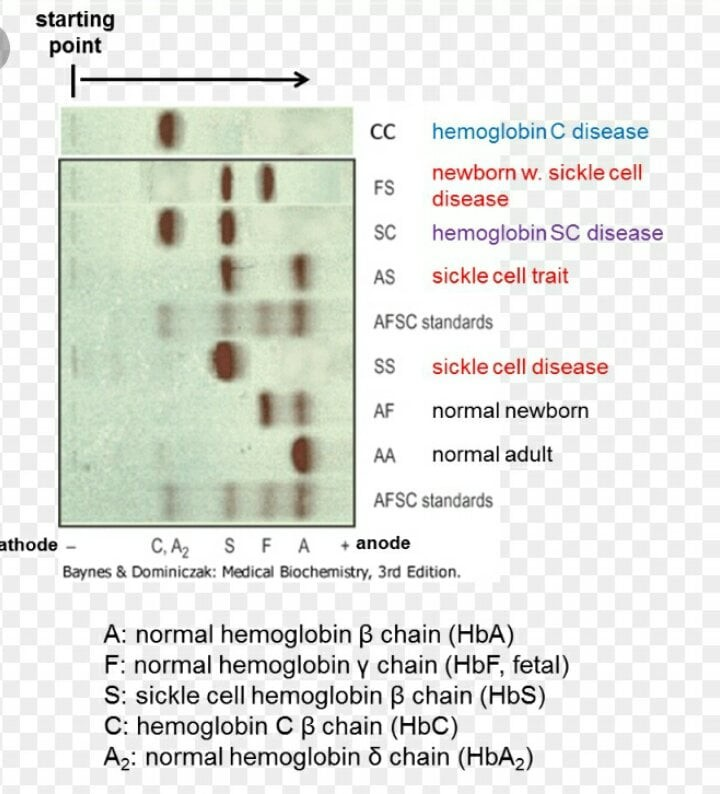 starting
point
CC hemoglobin C disease
FS newborn w. sickle cell
disease
SC hemoglobin SC disease
AS sickle cell trait
AFSC standards
SS sickle cell disease
AF normal newborn
AA normal adult
AFSC standards
athode – C, A₂ S F A + anode
Baynes & Dominiczak: Medical Biochemistry, 3rd Edition.
A: normal hemoglobin β chain (HbA)
F: normal hemoglobin γ chain (HbF, fetal)
S: sickle cell hemoglobin β chain (HbS)
C: hemoglobin C β chain (HbC)
A₂: normal hemoglobin δ chain (HbA₂)